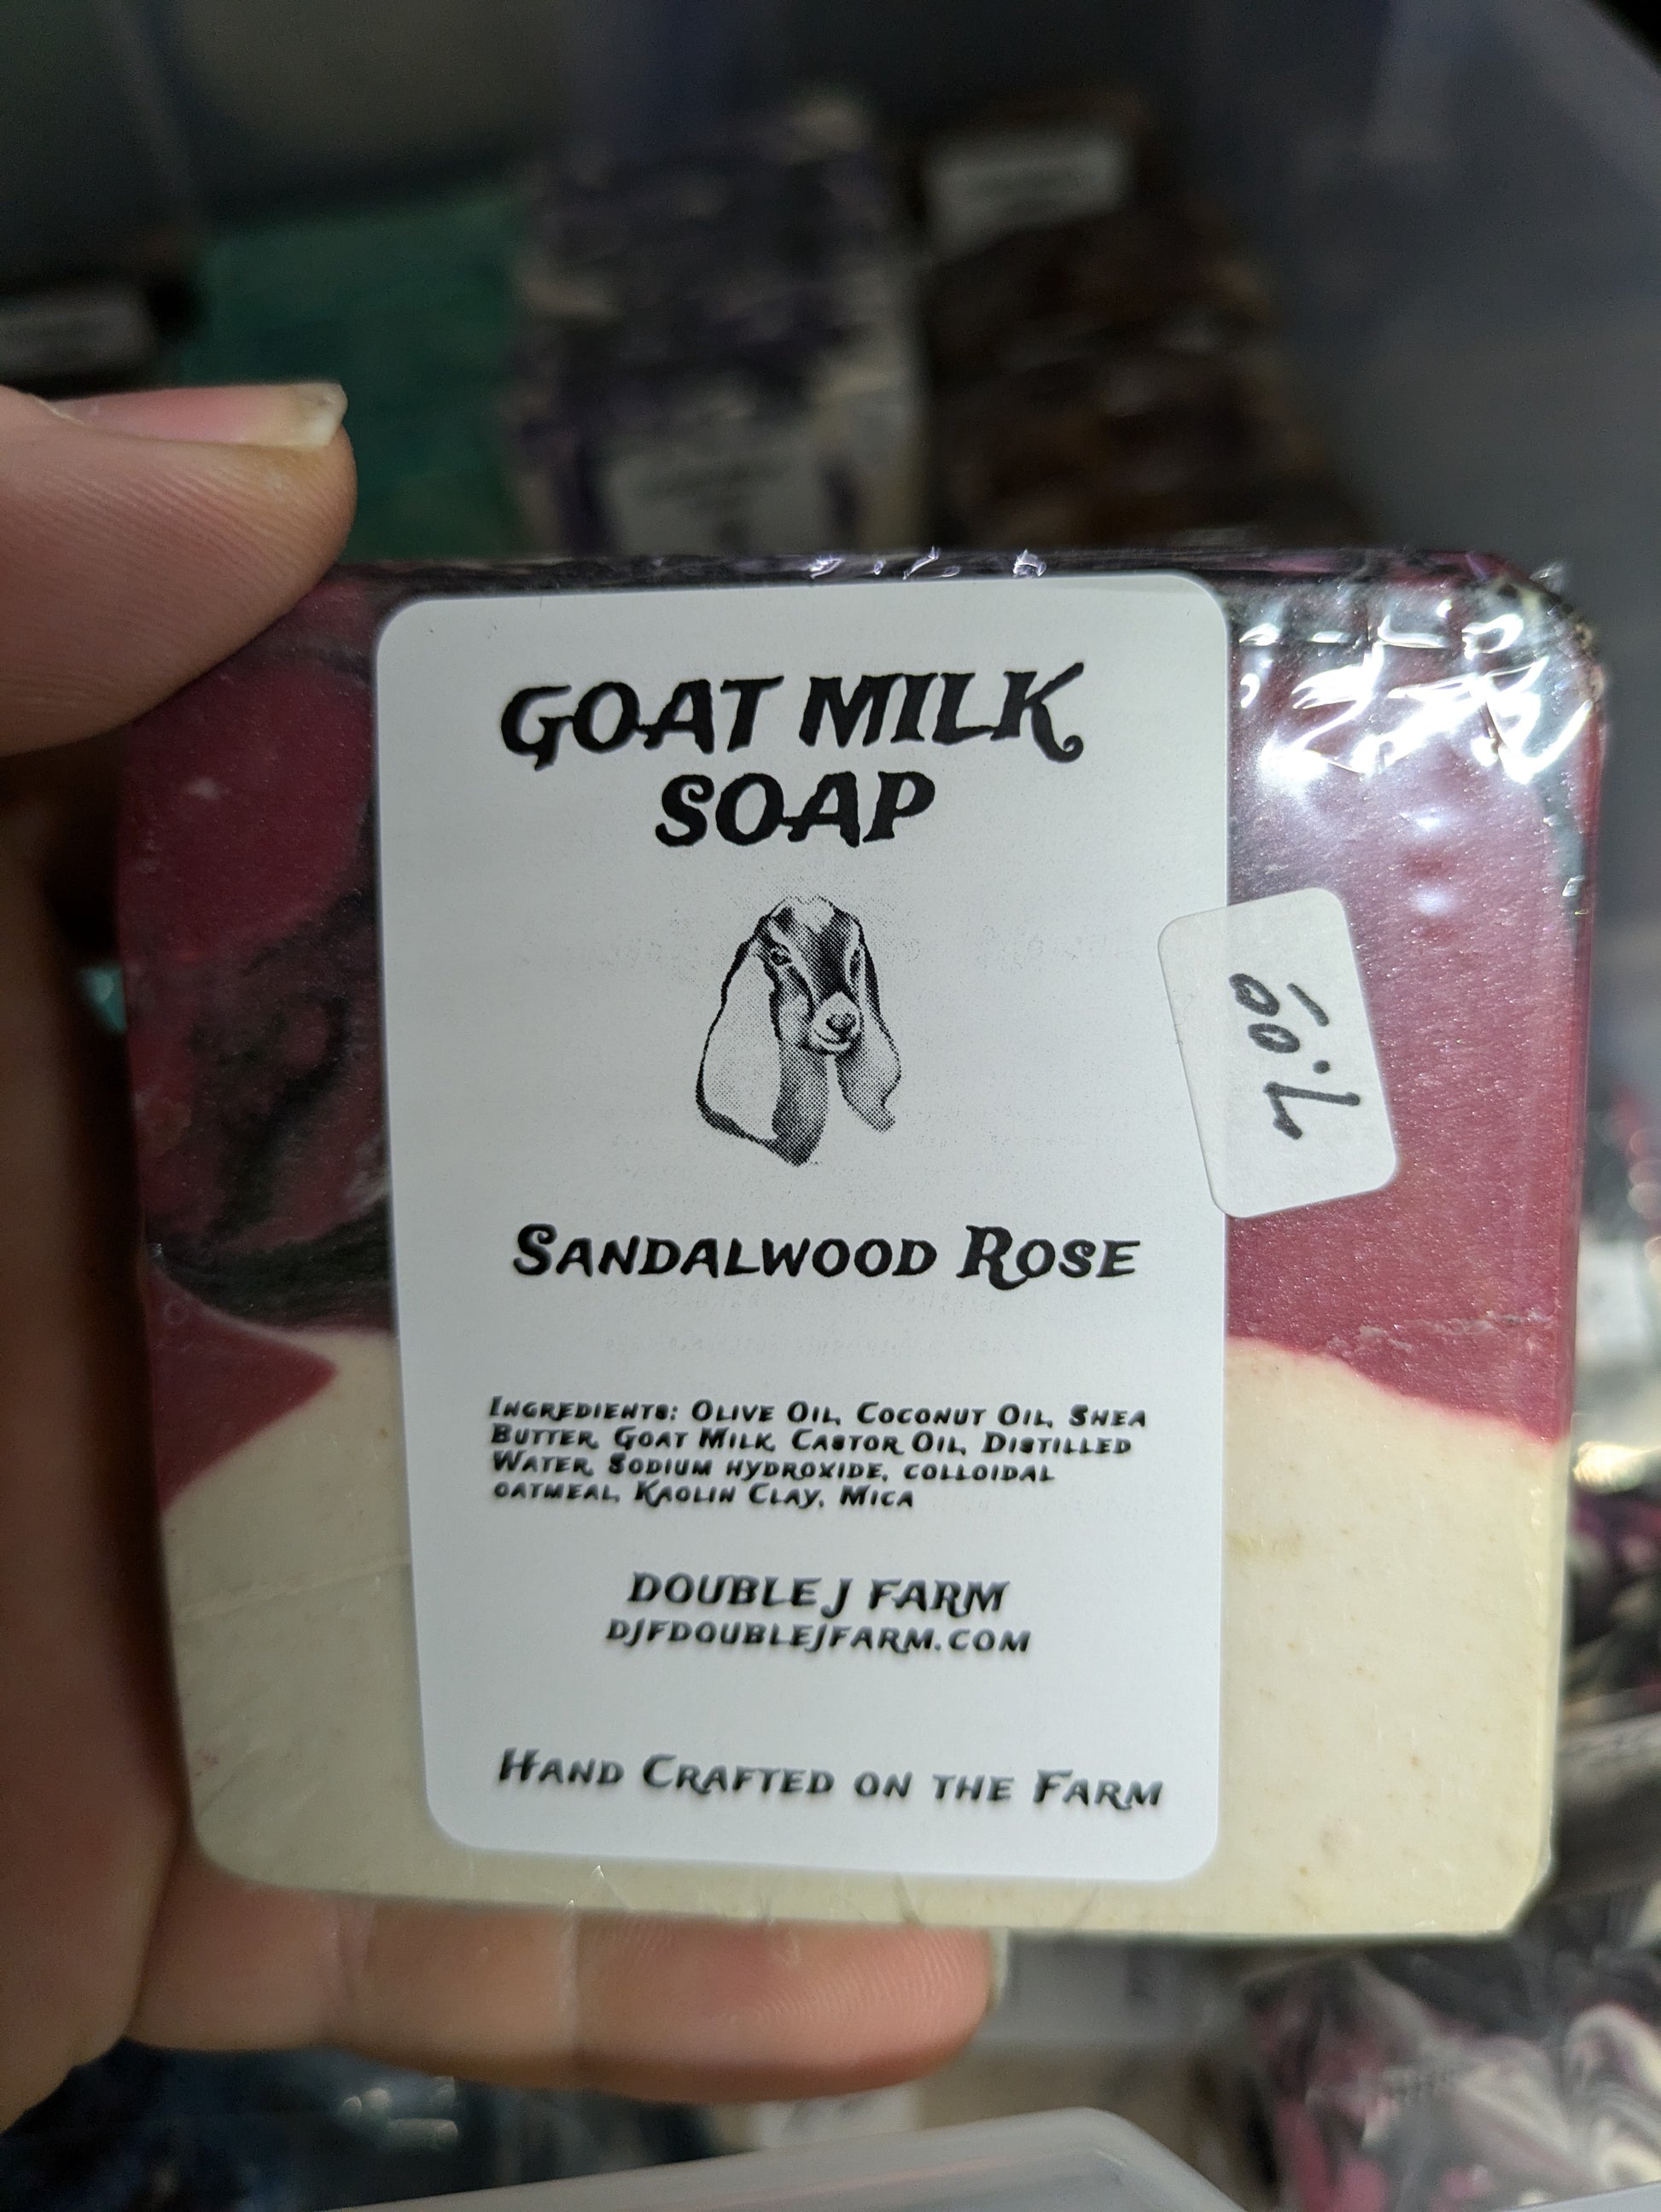 GOAT MILK
SOAP
7.00
SANDALWOOD ROSE
INGREDIENTS: OLIVE OIL, COCONUT OIL, SHEA
BUTTER, GOAT MILK, CASTOR OIL, DISTILLED
WATER, SODIUM HYDROXIDE, COLLOIDAL
OATMEAL, KAOLIN CLAY, MICA
DOUBLE J FARM
DJFDOUBLEJFARM.COM
HAND CRAFTED ON THE FARM